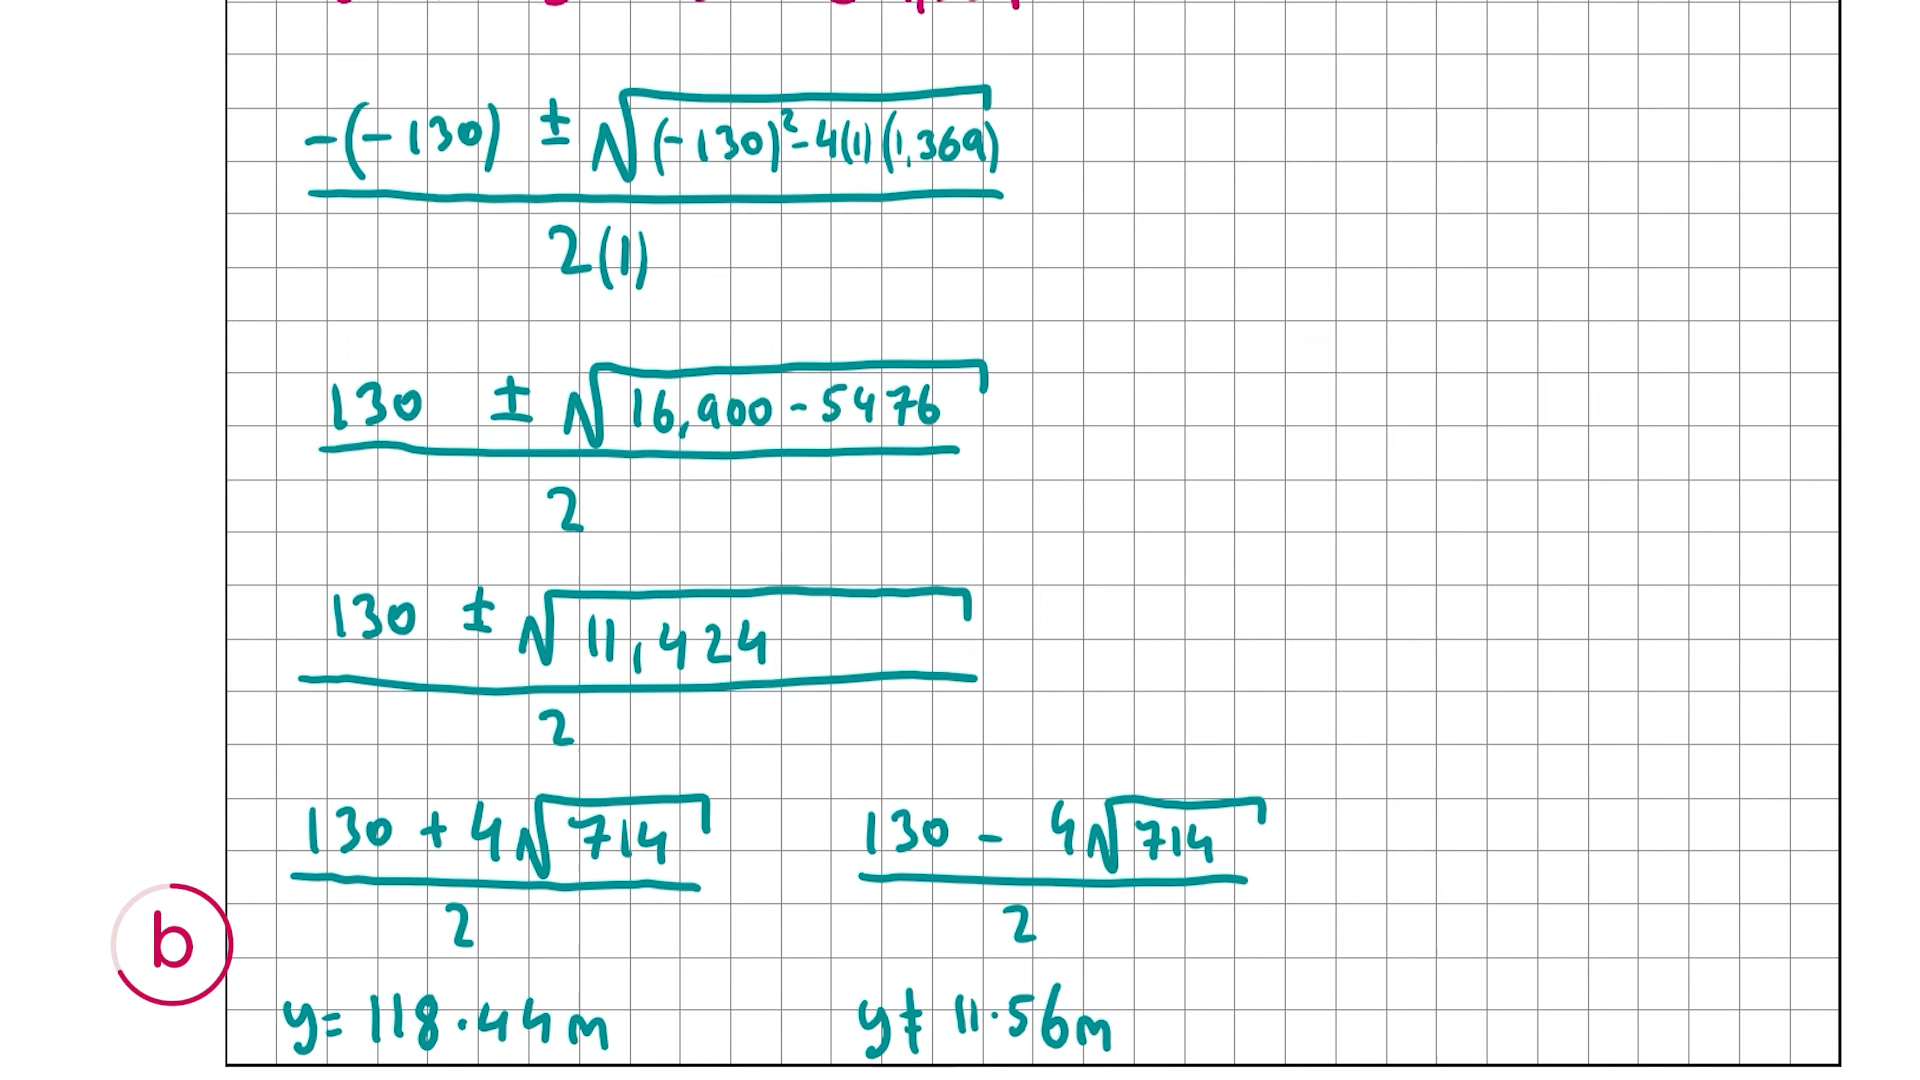 -(-130) ± √(-130)²-4(1)(1,369)
2(1)
130 ± √16,900-5476
2
130 ± √11,424
2
130 + 4√714
2
130 - 4√714
2
b
y= 118.44m
y≠ 11.56m